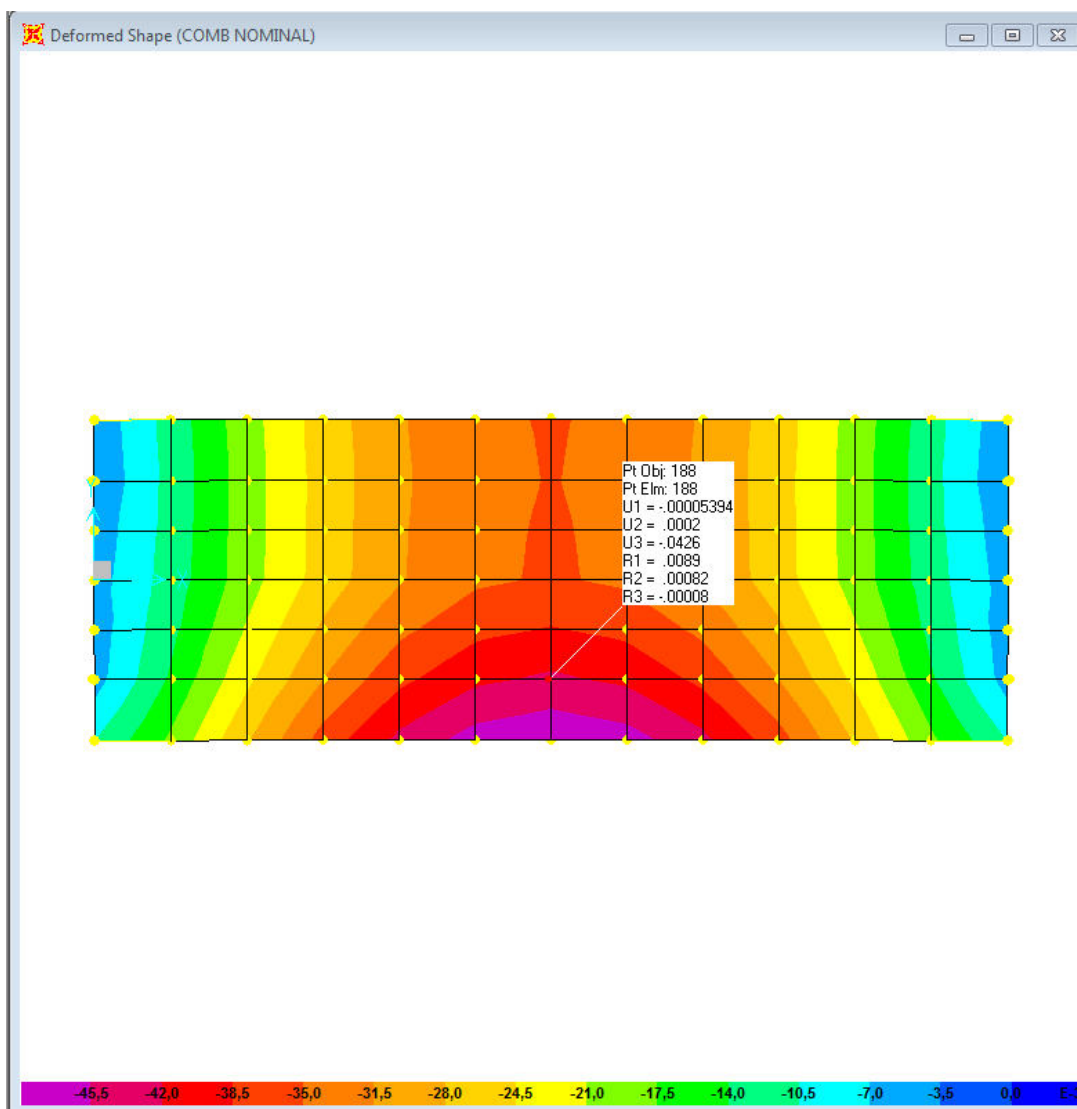 Deformed Shape (COMB NOMINAL)
Pt Obj: 188
Pt Elm: 188
U1 = -.00005394
U2 = .0002
U3 = -.0426
R1 = .0089
R2 = .00082
R3 = -.00008
-45,5 -42,0 -38,5 -35,0 -31,5 -28,0 -24,5 -21,0 -17,5 -14,0 -10,5 -7,0 -3,5 0,0